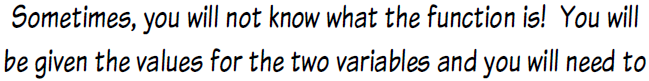 Sometimes, you will not know what the function is!  You will
be given the values for the two variables and you will need to